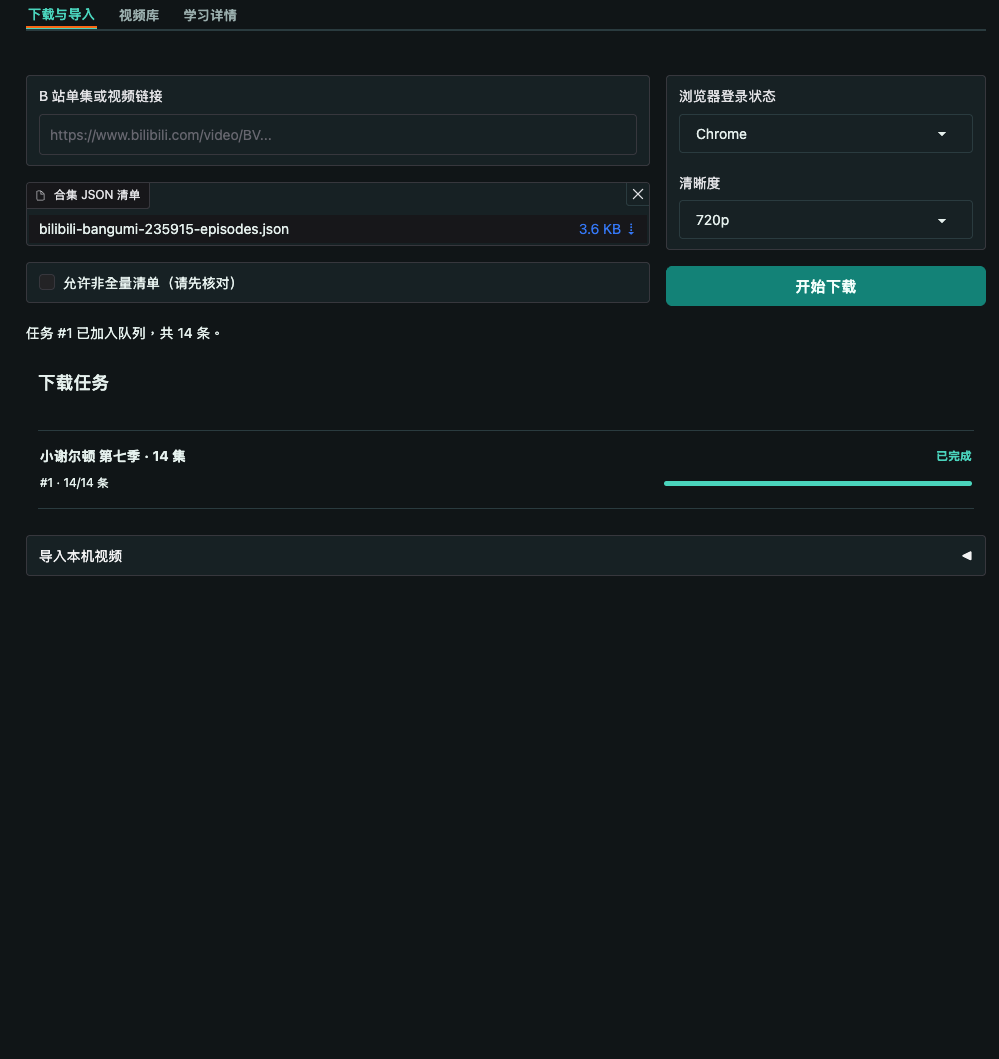 下载与导入 视频库 学习详情
B 站单集或视频链接
https://www.bilibili.com/video/BV...
合集 JSON 清单
bilibili-bangumi-235915-episodes.json 3.6 KB ⇣
允许非全量清单（请先核对）
浏览器登录状态
Chrome
清晰度
720p
开始下载
任务 #1 已加入队列，共 14 条。
下载任务
小谢尔顿 第七季 · 14 集 已完成
#1 · 14/14 条
导入本机视频